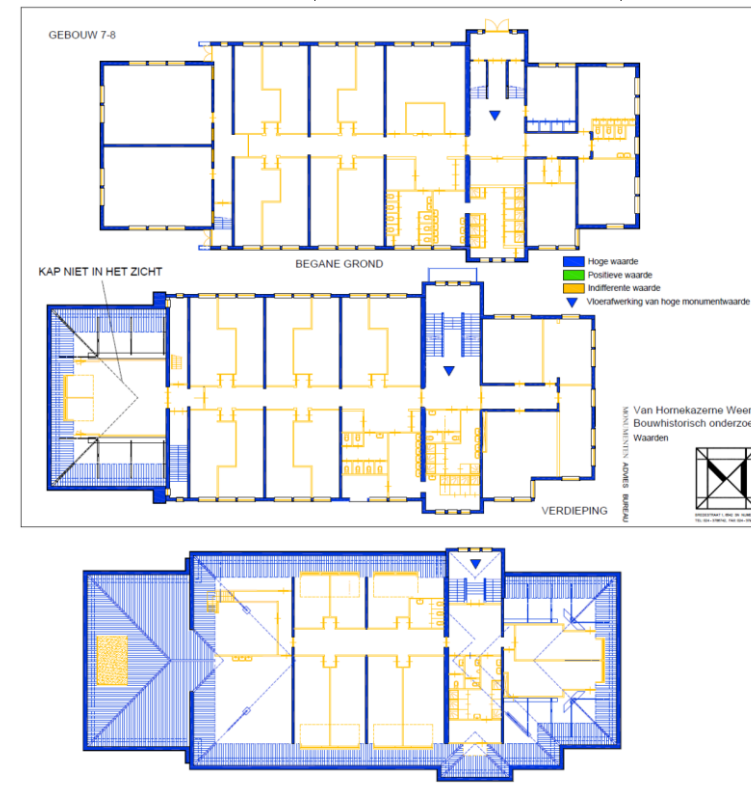 GEBOUW 7-8
BEGANE GROND
KAP NIET IN HET ZICHT
Hoge waarde
Positieve waarde
Indifferente waarde
Vloerafwerking van hoge monumentwaarde
Van Hornekazerne Weer
Bouwhistorisch onderzoe
Waarden
MONUMENTEN ADVIES BUREAU
VERDIEPING